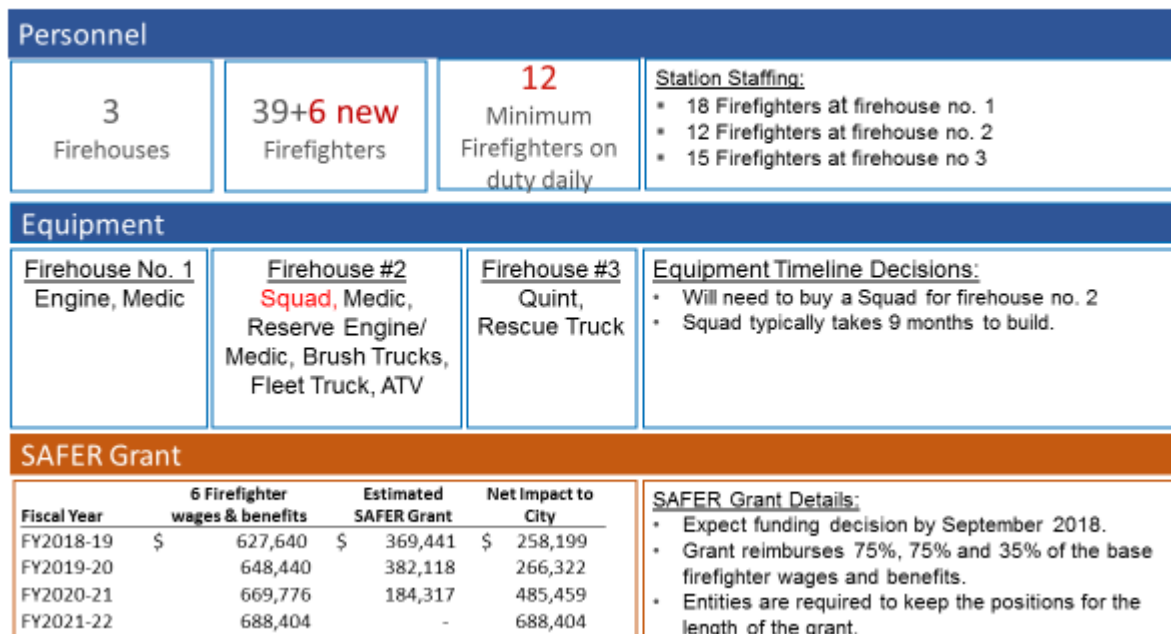 Personnel
3
Firehouses
39+6 new
Firefighters
12
Minimum
Firefighters on
duty daily
Station Staffing:
▪ 18 Firefighters at firehouse no. 1
▪ 12 Firefighters at firehouse no. 2
▪ 15 Firefighters at firehouse no 3
Equipment
Firehouse No. 1
Engine, Medic
Firehouse #2
Squad, Medic,
Reserve Engine/
Medic, Brush Trucks,
Fleet Truck, ATV
Firehouse #3
Quint,
Rescue Truck
Equipment Timeline Decisions:
• Will need to buy a Squad for firehouse no. 2
• Squad typically takes 9 months to build.
SAFER Grant
6 Firefighter Estimated Net Impact to
Fiscal Year wages & benefits SAFER Grant City
FY2018-19 $ 627,640 $ 369,441 $ 258,199
FY2019-20 648,440 382,118 266,322
FY2020-21 669,776 184,317 485,459
FY2021-22 688,404 - 688,404
SAFER Grant Details:
• Expect funding decision by September 2018.
• Grant reimburses 75%, 75% and 35% of the base
firefighter wages and benefits.
• Entities are required to keep the positions for the
length of the grant.